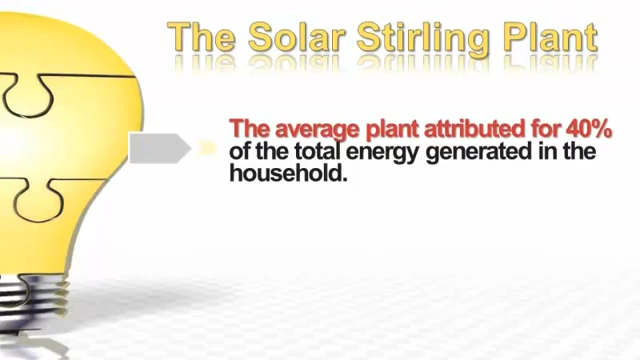 The Solar Stirling Plant
The average plant attributed for 40%
of the total energy generated in the
household.